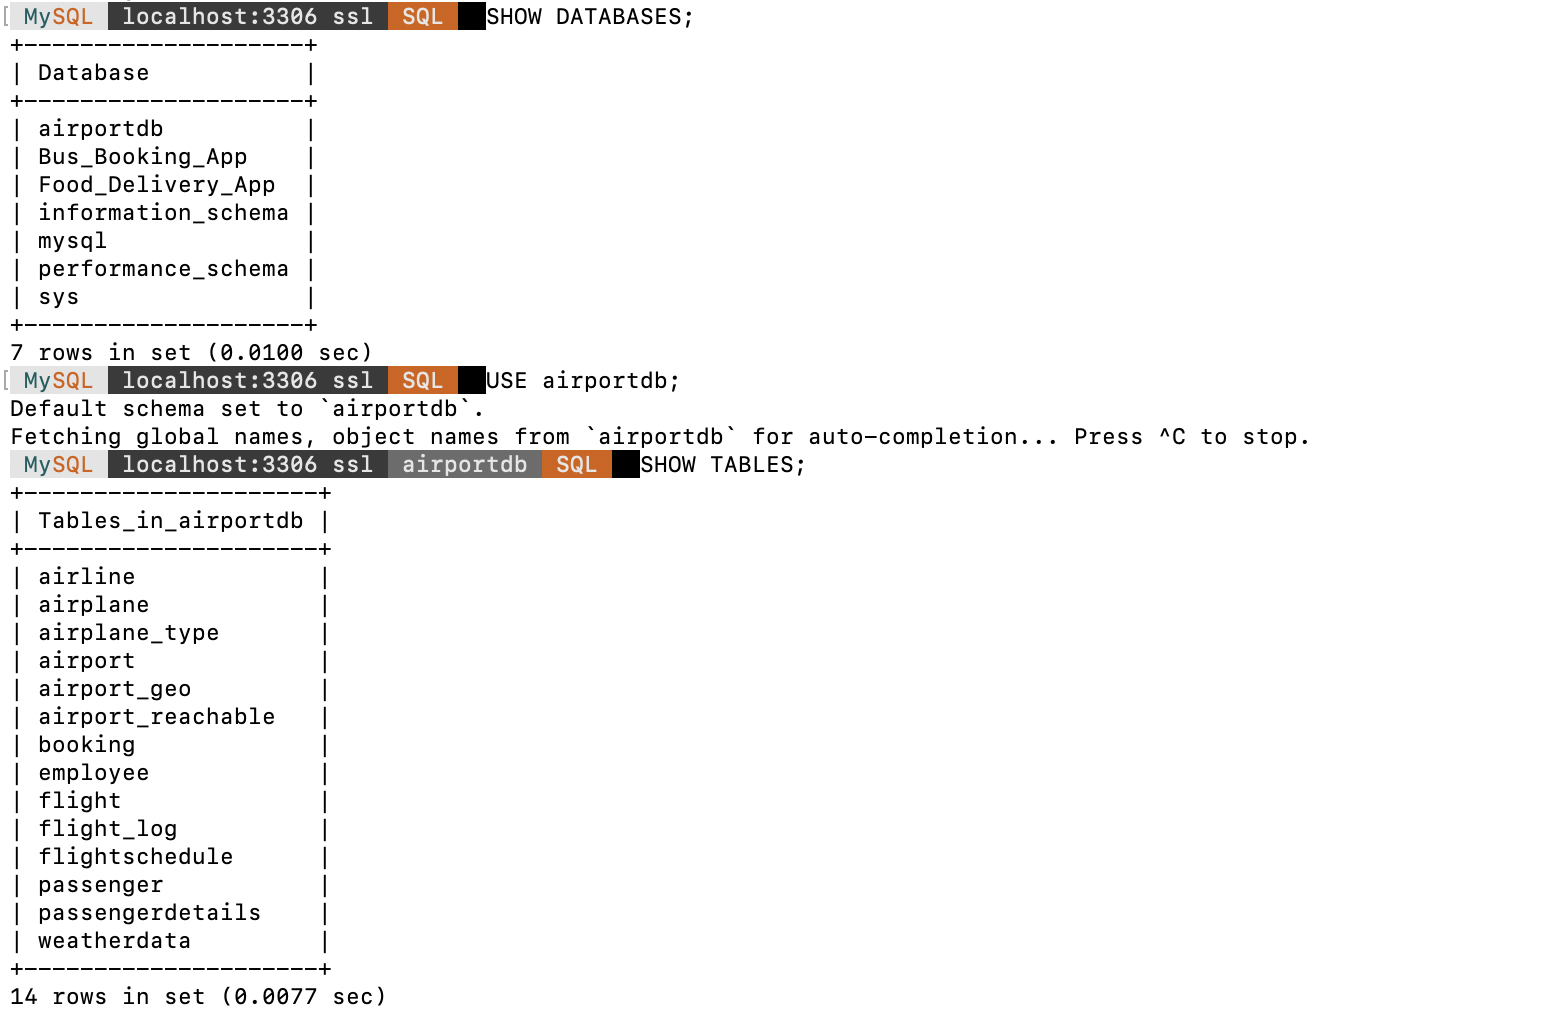 MySQL localhost:3306 ssl SQL SHOW DATABASES;
+--------------------+
| Database           |
+--------------------+
| airportdb          |
| Bus_Booking_App    |
| Food_Delivery_App  |
| information_schema |
| mysql              |
| performance_schema |
| sys                |
+--------------------+
7 rows in set (0.0100 sec)
MySQL localhost:3306 ssl SQL USE airportdb;
Default schema set to `airportdb`.
Fetching global names, object names from `airportdb` for auto-completion... Press ^C to stop.
MySQL localhost:3306 ssl airportdb SQL SHOW TABLES;
+---------------------+
| Tables_in_airportdb |
+---------------------+
| airline             |
| airplane            |
| airplane_type       |
| airport             |
| airport_geo         |
| airport_reachable   |
| booking             |
| employee            |
| flight              |
| flight_log          |
| flightschedule      |
| passenger           |
| passengerdetails    |
| weatherdata         |
+---------------------+
14 rows in set (0.0077 sec)